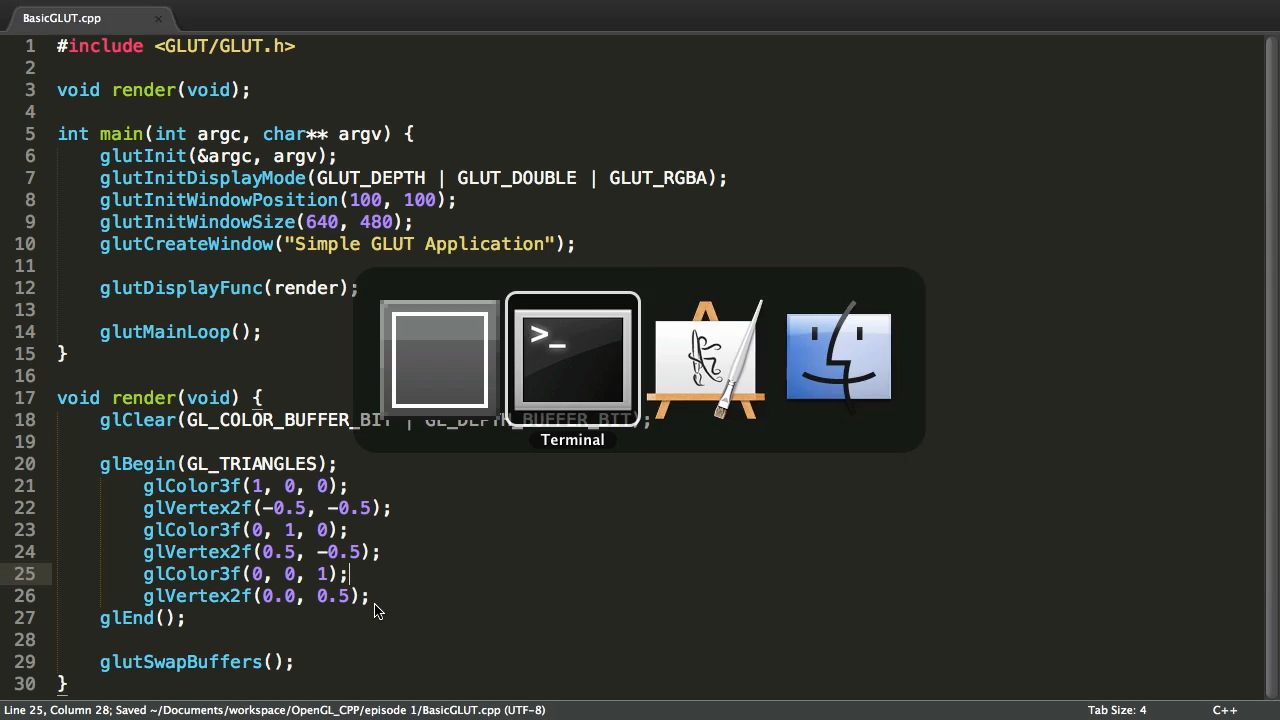 BasicGLUT.cpp ×
1 #include <GLUT/GLUT.h>
2
3 void render(void);
4
5 int main(int argc, char** argv) {
6 glutInit(&argc, argv);
7 glutInitDisplayMode(GLUT_DEPTH | GLUT_DOUBLE | GLUT_RGBA);
8 glutInitWindowPosition(100, 100);
9 glutInitWindowSize(640, 480);
10 glutCreateWindow("Simple GLUT Application");
11
12 glutDisplayFunc(render);
13
14 glutMainLoop();
15 }
16
17 void render(void) {
18 glClear(GL_COLOR_BUFFER_BIT | GL_DEPTH_BUFFER_BIT);
19
20 glBegin(GL_TRIANGLES);
21 glColor3f(1, 0, 0);
22 glVertex2f(-0.5, -0.5);
23 glColor3f(0, 1, 0);
24 glVertex2f(0.5, -0.5);
25 glColor3f(0, 0, 1);
26 glVertex2f(0.0, 0.5);
27 glEnd();
28
29 glutSwapBuffers();
30 }
>_
Terminal
Line 25, Column 28; Saved ~/Documents/workspace/OpenGL_CPP/episode 1/BasicGLUT.cpp (UTF-8) Tab Size: 4 C++